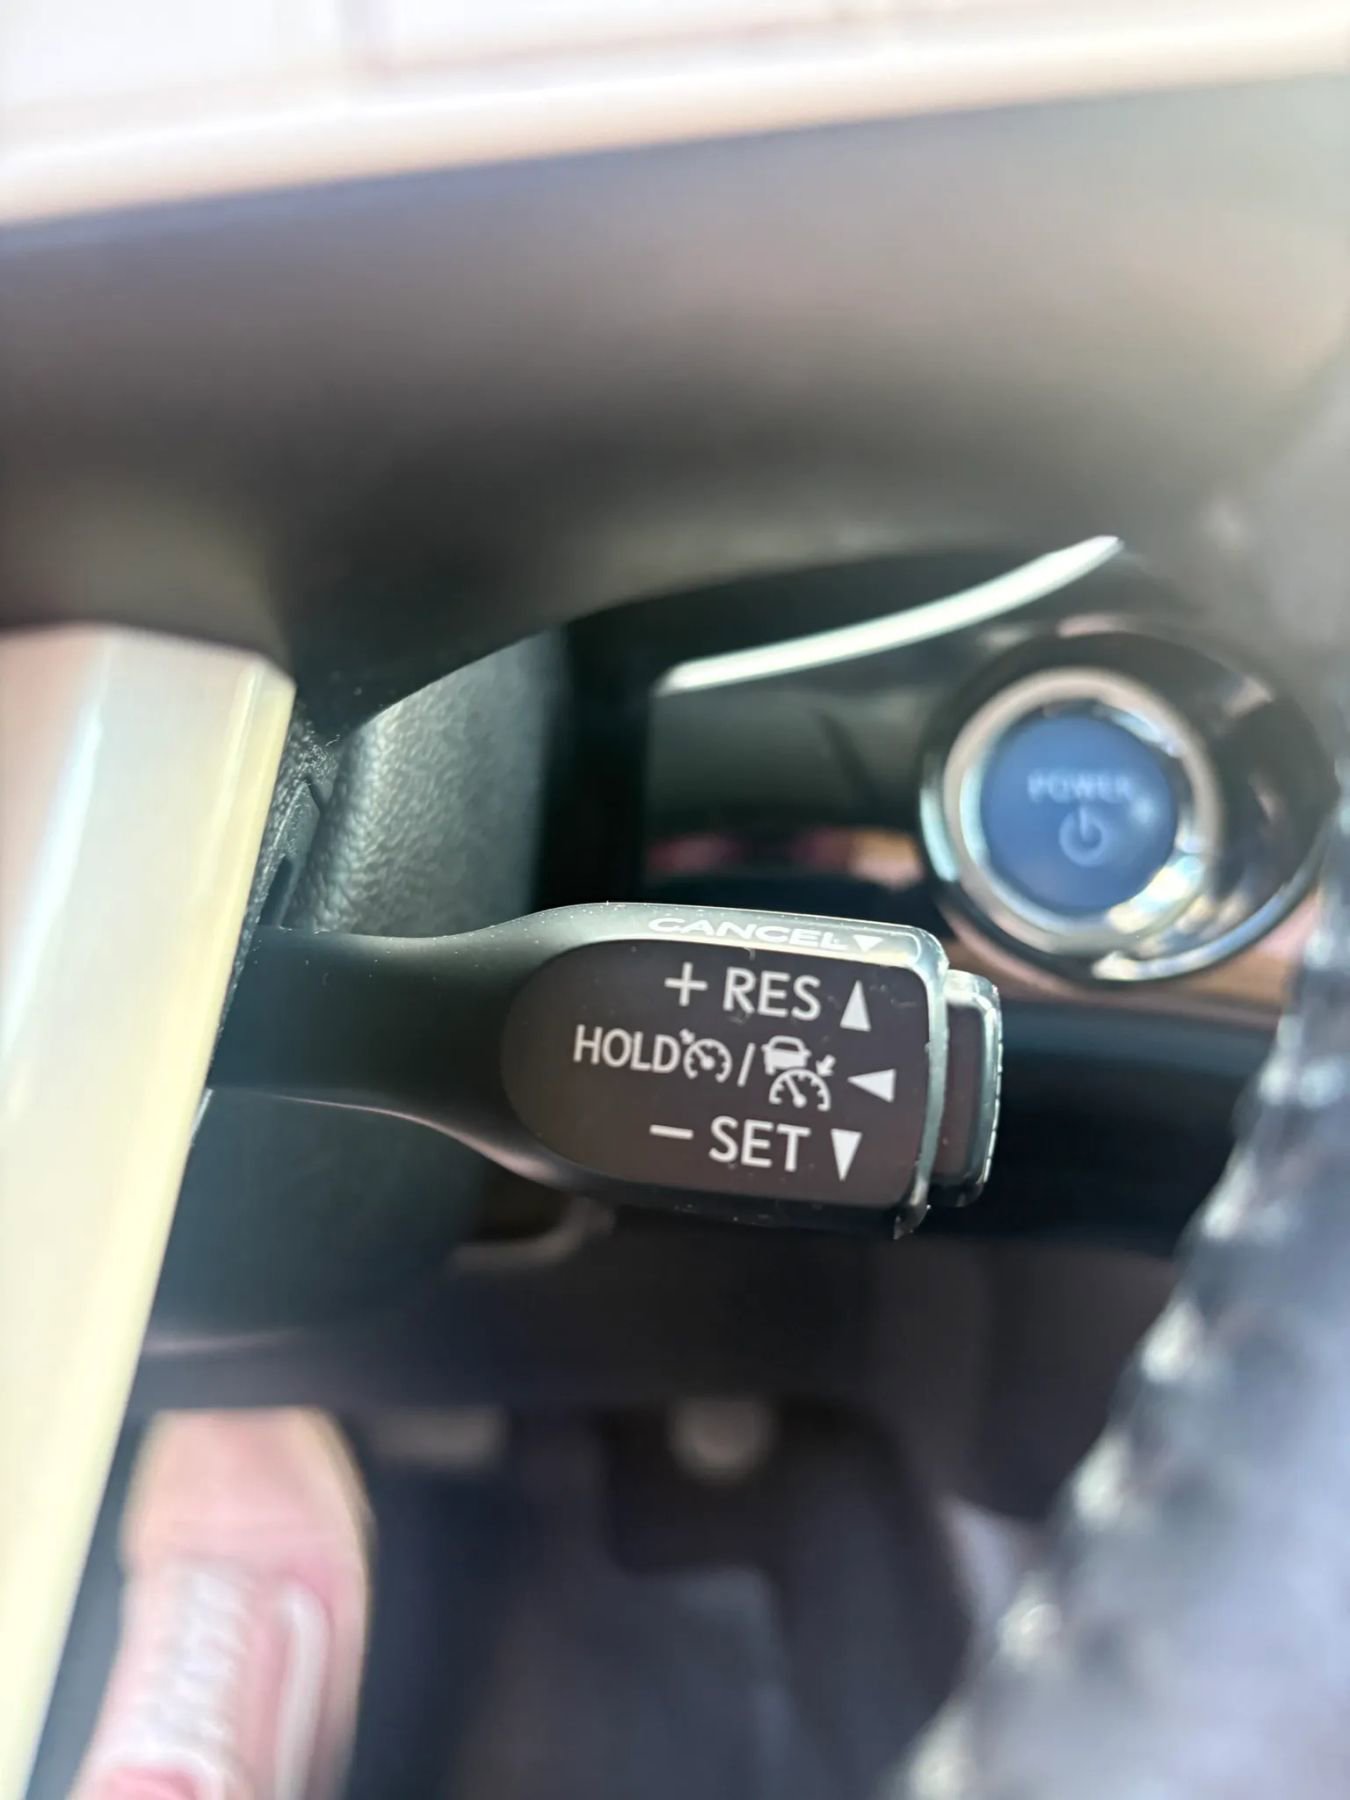 POWER
CANCEL
+ RES
HOLD /
− SET